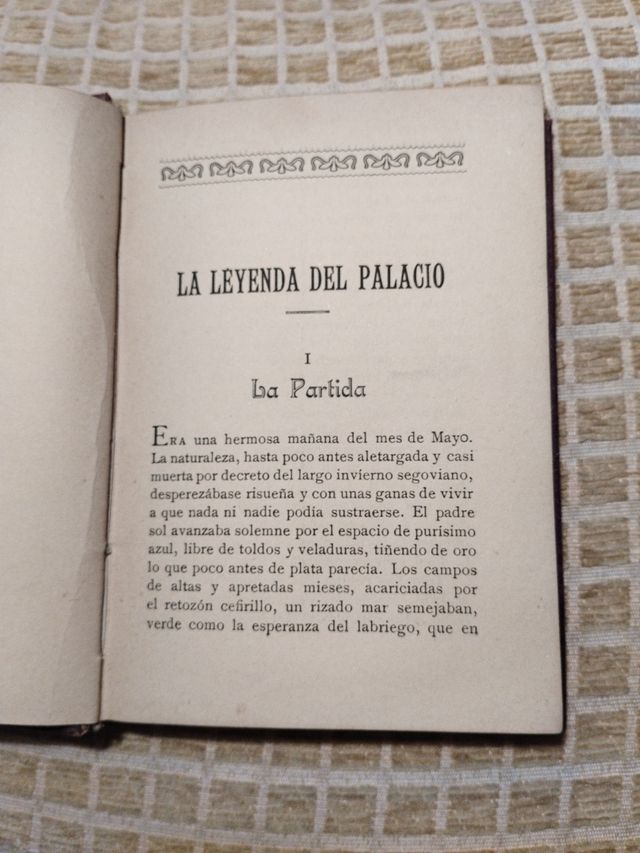 LA LEYENDA DEL PALACIO
I
La Partida
ERA una hermosa mañana del mes de Mayo.
La naturaleza, hasta poco antes aletargada y casi
muerta por decreto del largo invierno segoviano,
desperezábase risueña y con unas ganas de vivir
a que nada ni nadie podía sustraerse. El padre
sol avanzaba solemne por el espacio de purísimo
azul, libre de toldos y veladuras, tiñendo de oro
lo que poco antes de plata parecía. Los campos
de altas y apretadas mieses, acariciadas por
el retozón cefirillo, un rizado mar semejaban,
verde como la esperanza del labriego, que en